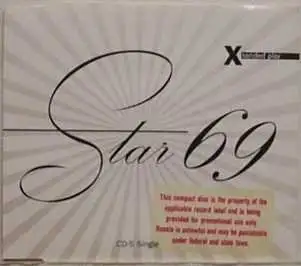 Xtended play
Star 69
This compact disc is the property of the
applicable record label and is being
provided for promotional use only
Resale is unlawful and may be punishable
under federal and state laws.
CD-5 Single